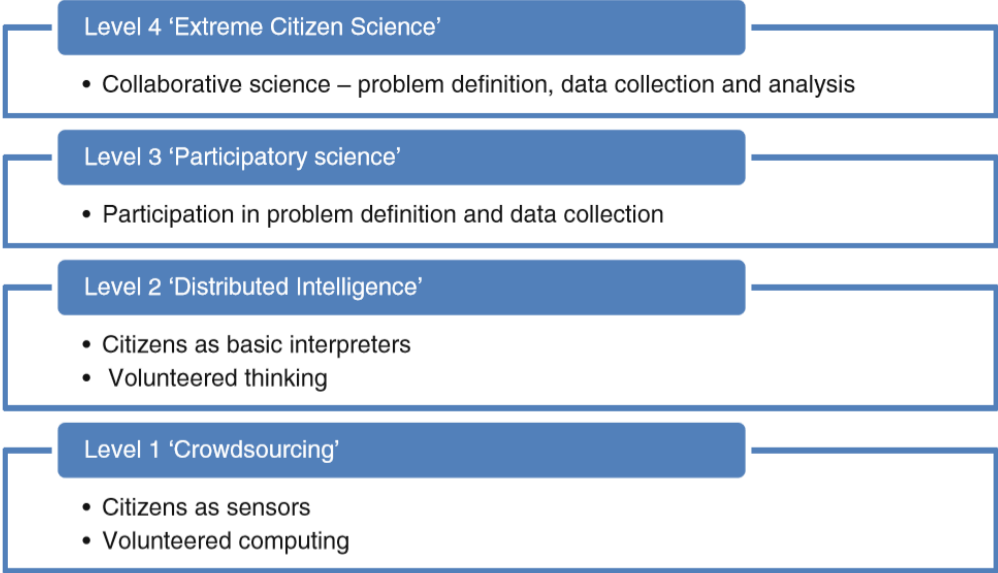 Level 4 ‘Extreme Citizen Science’
• Collaborative science – problem definition, data collection and analysis
Level 3 ‘Participatory science’
• Participation in problem definition and data collection
Level 2 ‘Distributed Intelligence’
• Citizens as basic interpreters
• Volunteered thinking
Level 1 ‘Crowdsourcing’
• Citizens as sensors
• Volunteered computing